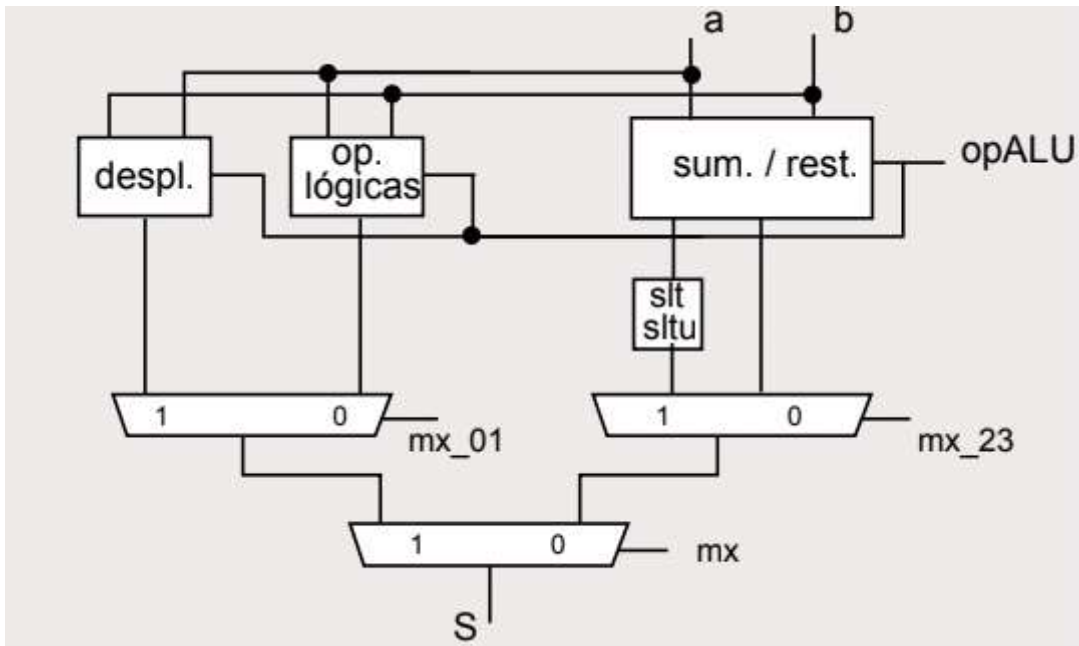 a
b
despl.
op.
lógicas
sum. / rest.
opALU
slt
sltu
1
0
mx_01
1
0
mx_23
1
0
mx
S